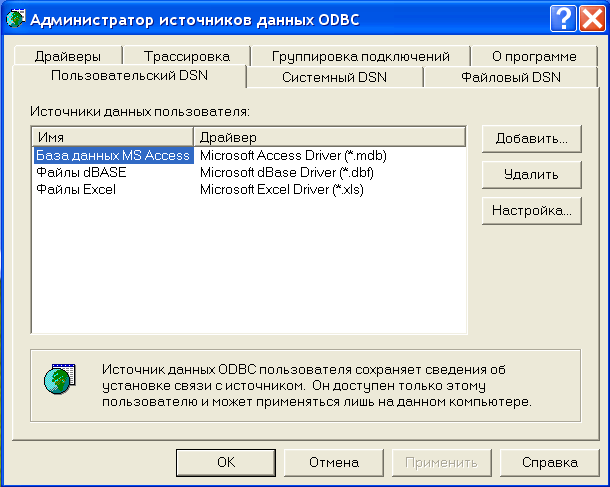 Администратор источников данных ODBC
Драйверы Трассировка Группировка подключений О программе
Пользовательский DSN Системный DSN Файловый DSN
Источники данных пользователя:
Имя Драйвер
База данных MS Access Microsoft Access Driver (*.mdb)
Файлы dBASE Microsoft dBase Driver (*.dbf)
Файлы Excel Microsoft Excel Driver (*.xls)
Добавить...
Удалить
Настройка...
Источник данных ODBC пользователя сохраняет сведения об
установке связи с источником. Он доступен только этому
пользователю и может применяться лишь на данном компьютере.
OK Отмена Применить Справка